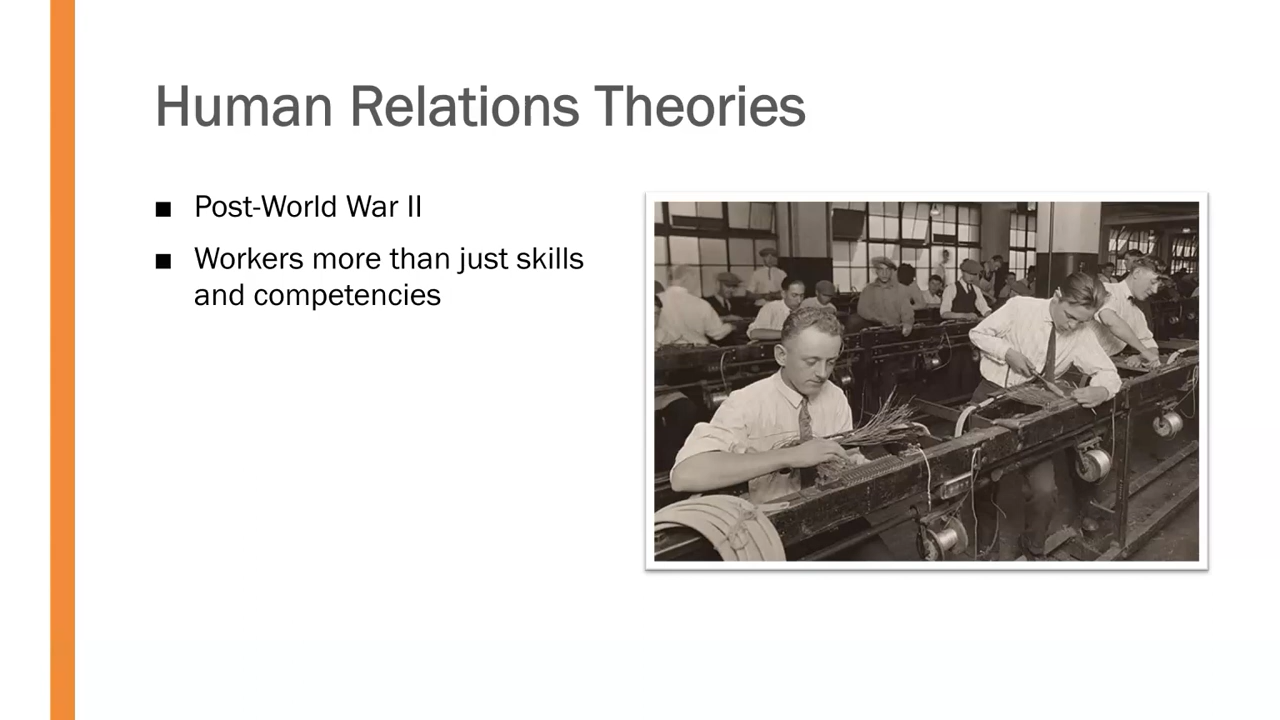 Human Relations Theories
■ Post-World War II
■ Workers more than just skills
and competencies